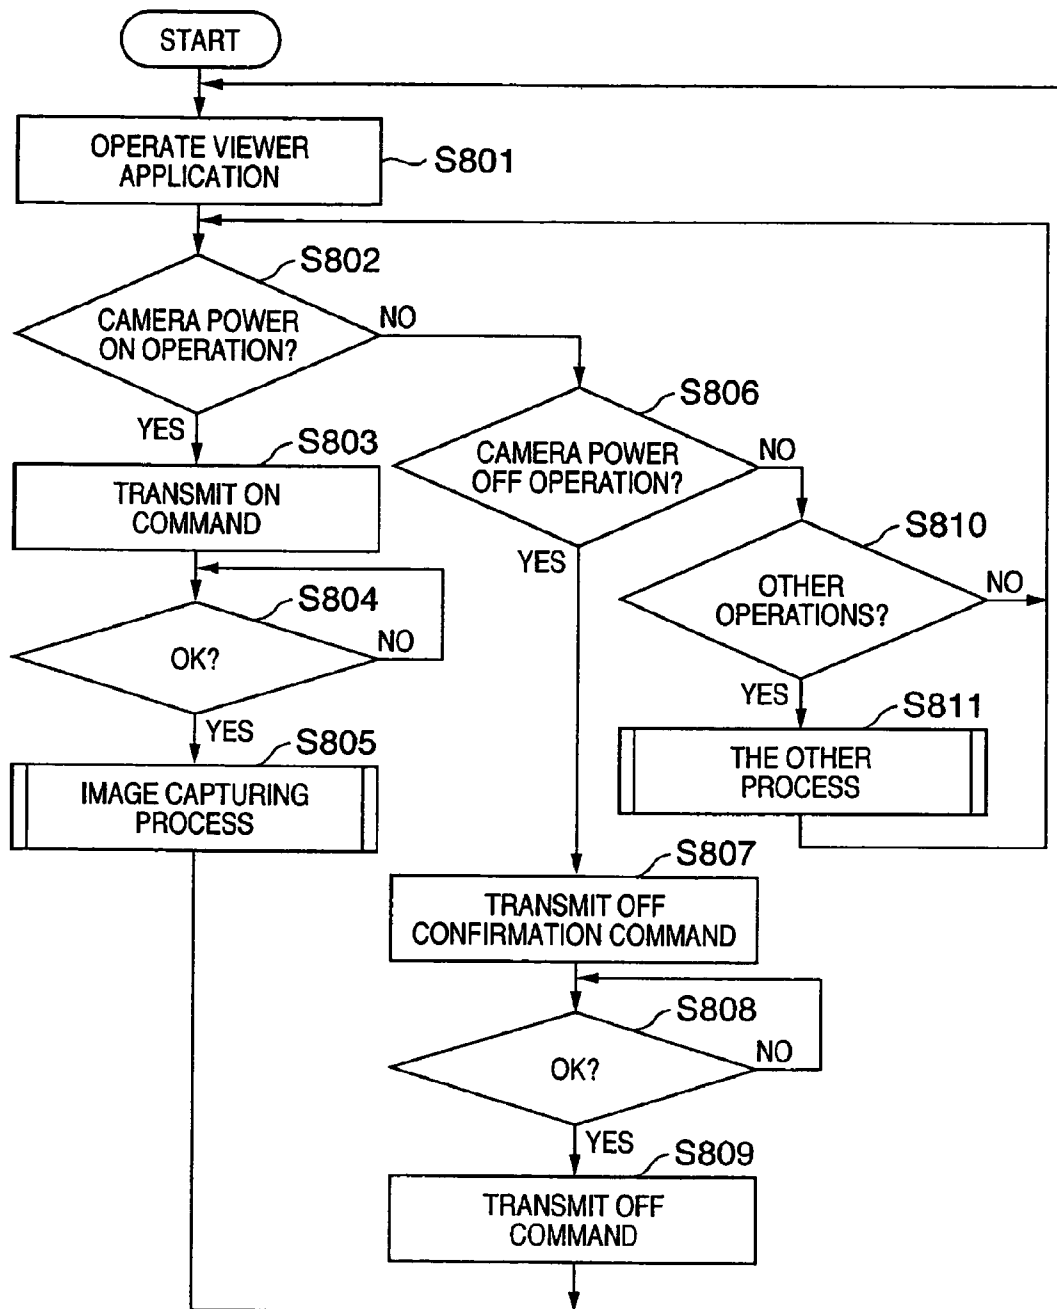 START
OPERATE VIEWER
APPLICATION
S801
S802
CAMERA POWER
ON OPERATION?
NO
YES
S803
TRANSMIT ON
COMMAND
S804
OK?
NO
YES
S805
IMAGE CAPTURING
PROCESS
S806
CAMERA POWER
OFF OPERATION?
NO
YES
S810
OTHER
OPERATIONS?
NO
YES
S811
THE OTHER
PROCESS
S807
TRANSMIT OFF
CONFIRMATION COMMAND
S808
OK?
NO
YES
S809
TRANSMIT OFF
COMMAND